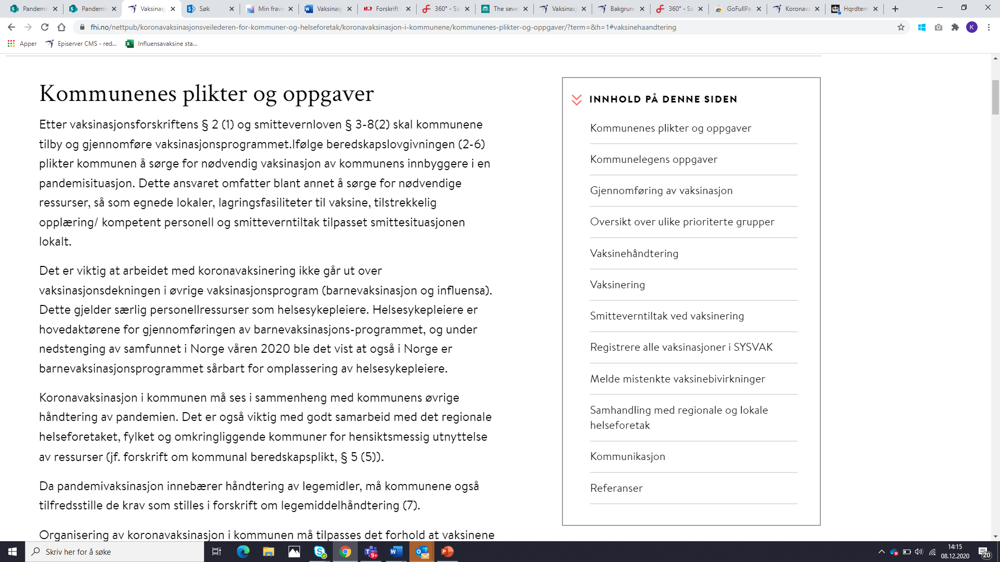 Pandemi
Pandemi
Vaksinasj
Søk
Min frava
Vaksinasj
Forskrift
360° - Sa
The seve
Vaksinasj
Bakgrun
360° - Sa
GoFullPa
Korona
Hqrdtem
fhi.no/nettpub/koronavaksinasjonsveilederen-for-kommuner-og-helseforetak/koronavaksinasjon-i-kommunene/kommunenes-plikter-og-oppgaver/?term=&h=1#vaksinehaandtering
K
Apper
Episerver CMS - red...
Influensavaksine sta...
Kommunenes plikter og oppgaver
Etter vaksinasjonsforskriftens § 2 (1) og smittevernloven § 3-8(2) skal kommunene
tilby og gjennomføre vaksinasjonsprogrammet.Ifølge beredskapslovgivningen (2-6)
plikter kommunen å sørge for nødvendig vaksinasjon av kommunens innbyggere i en
pandemisituasjon. Dette ansvaret omfatter blant annet å sørge for nødvendige
ressurser, så som egnede lokaler, lagringsfasiliteter til vaksine, tilstrekkelig
opplæring/ kompetent personell og smitteverntiltak tilpasset smittesituasjonen
lokalt.
Det er viktig at arbeidet med koronavaksinering ikke går ut over
vaksinasjonsdekningen i øvrige vaksinasjonsprogram (barnevaksinasjon og influensa).
Dette gjelder særlig personellressurser som helsesykepleiere. Helsesykepleiere er
hovedaktørene for gjennomføringen av barnevaksinasjons-programmet, og under
nedstenging av samfunnet i Norge våren 2020 ble det vist at også i Norge er
barnevaksinasjonsprogrammet sårbart for omplassering av helsesykepleiere.
Koronavaksinasjon i kommunen må ses i sammenheng med kommunens øvrige
håndtering av pandemien. Det er også viktig med godt samarbeid med det regionale
helseforetaket, fylket og omkringliggende kommuner for hensiktsmessig utnyttelse
av ressurser (jf. forskrift om kommunal beredskapsplikt, § 5 (5)).
Da pandemivaksinasjon innebærer håndtering av legemidler, må kommunene også
tilfredsstille de krav som stilles i forskrift om legemiddelhåndtering (7).
Organisering av koronavaksinasjon i kommunen må tilpasses det forhold at vaksinene
INNHOLD PÅ DENNE SIDEN
Kommunenes plikter og oppgaver
Kommunelegens oppgaver
Gjennomføring av vaksinasjon
Oversikt over ulike prioriterte grupper
Vaksinehåndtering
Vaksinering
Smitteverntiltak ved vaksinering
Registrere alle vaksinasjoner i SYSVAK
Melde mistenkte vaksinebivirkninger
Samhandling med regionale og lokale
helseforetak
Kommunikasjon
Referanser
Skriv her for å søke
9+
14:15
08.12.2020
20